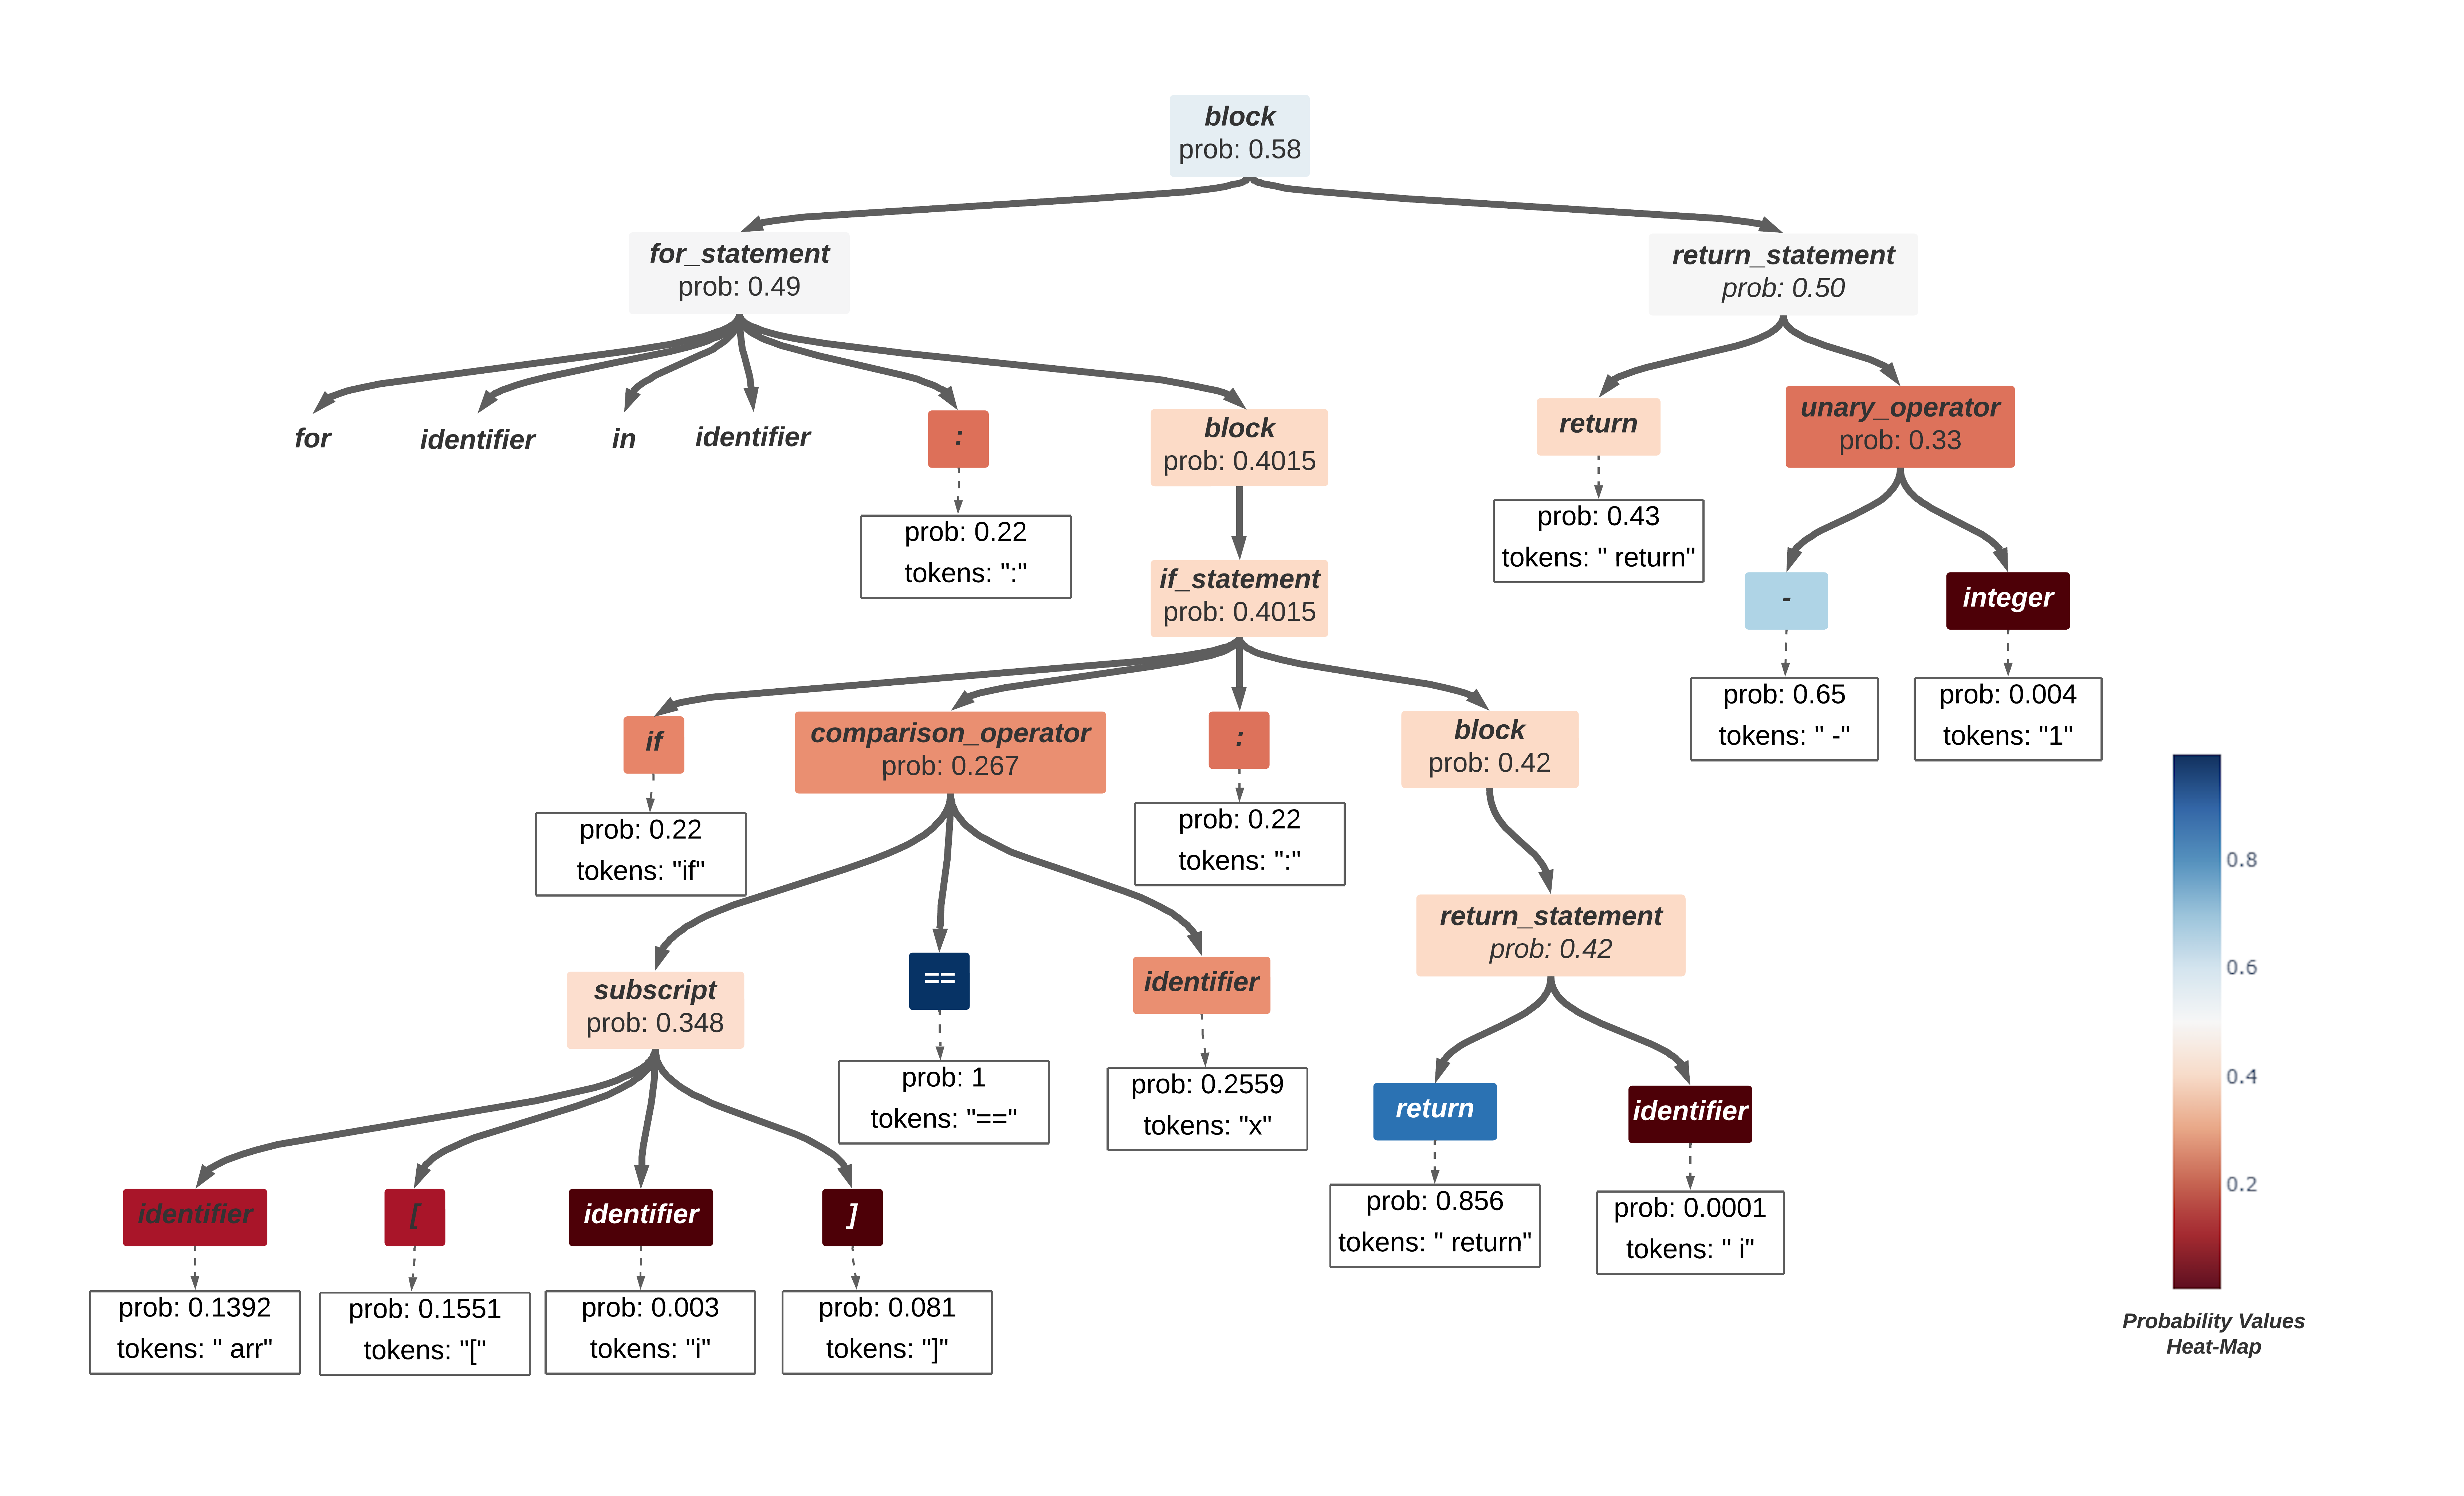 block
prob: 0.58
for_statement
prob: 0.49
return_statement
prob: 0.50
for
identifier
in
identifier
:
block
prob: 0.4015
return
unary_operator
prob: 0.33
prob: 0.22
tokens: ":"
prob: 0.43
tokens: " return"
if_statement
prob: 0.4015
-
integer
prob: 0.65
tokens: " -"
prob: 0.004
tokens: "1"
if
comparison_operator
prob: 0.267
:
block
prob: 0.42
prob: 0.22
tokens: "if"
prob: 0.22
tokens: ":"
return_statement
prob: 0.42
subscript
prob: 0.348
==
identifier
prob: 1
tokens: "=="
prob: 0.2559
tokens: "x"
return
identifier
prob: 0.856
tokens: " return"
prob: 0.0001
tokens: " i"
identifier
[
identifier
]
prob: 0.1392
tokens: " arr"
prob: 0.1551
tokens: "["
prob: 0.003
tokens: "i"
prob: 0.081
tokens: "]"
0.8
0.6
0.4
0.2
Probability Values
Heat-Map